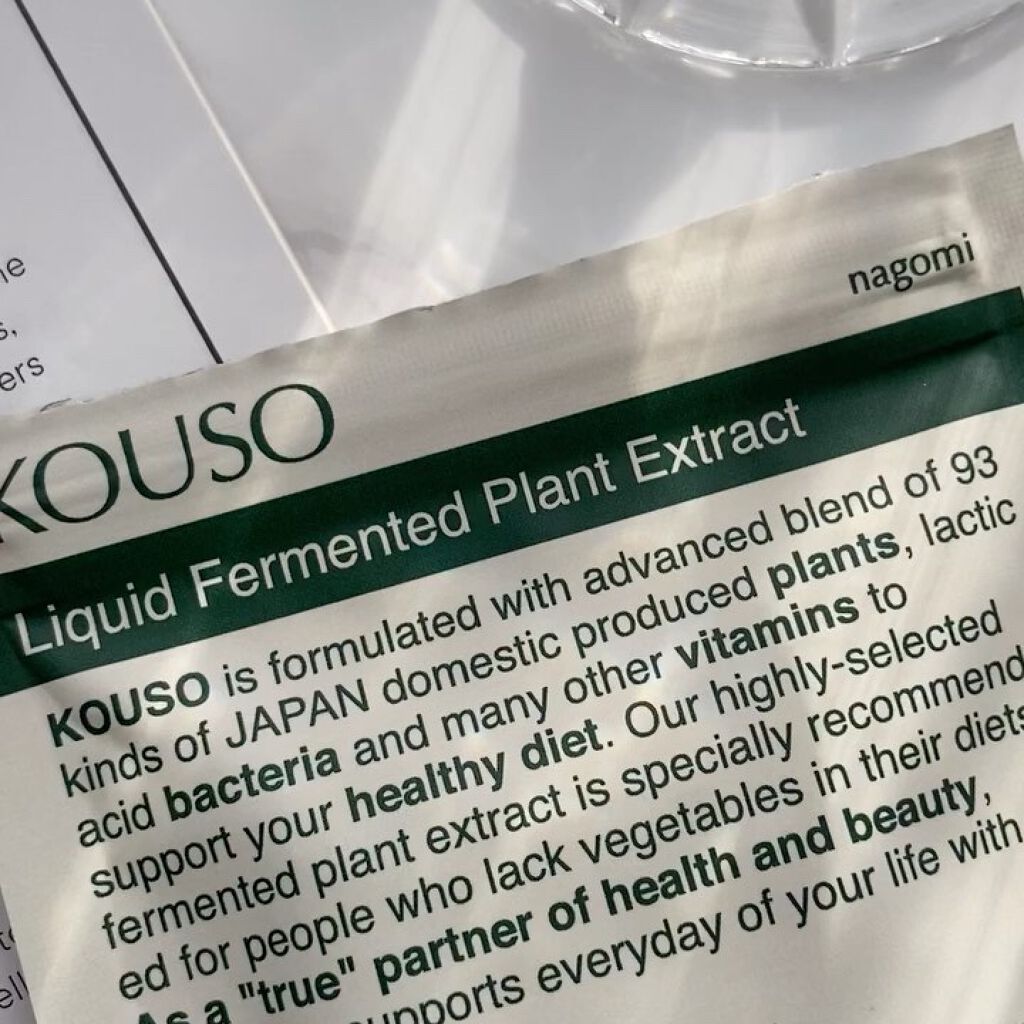 ers
nagomi
KOUSO
Liquid Fermented Plant Extract
KOUSO is formulated with advanced blend of 93
kinds of JAPAN domestic produced plants, lactic
acid bacteria and many other vitamins to
support your healthy diet. Our highly-selected
fermented plant extract is specially recommend
ed for people who lack vegetables in their diets
As a "true" partner of health and beauty,
supports everyday of your life with